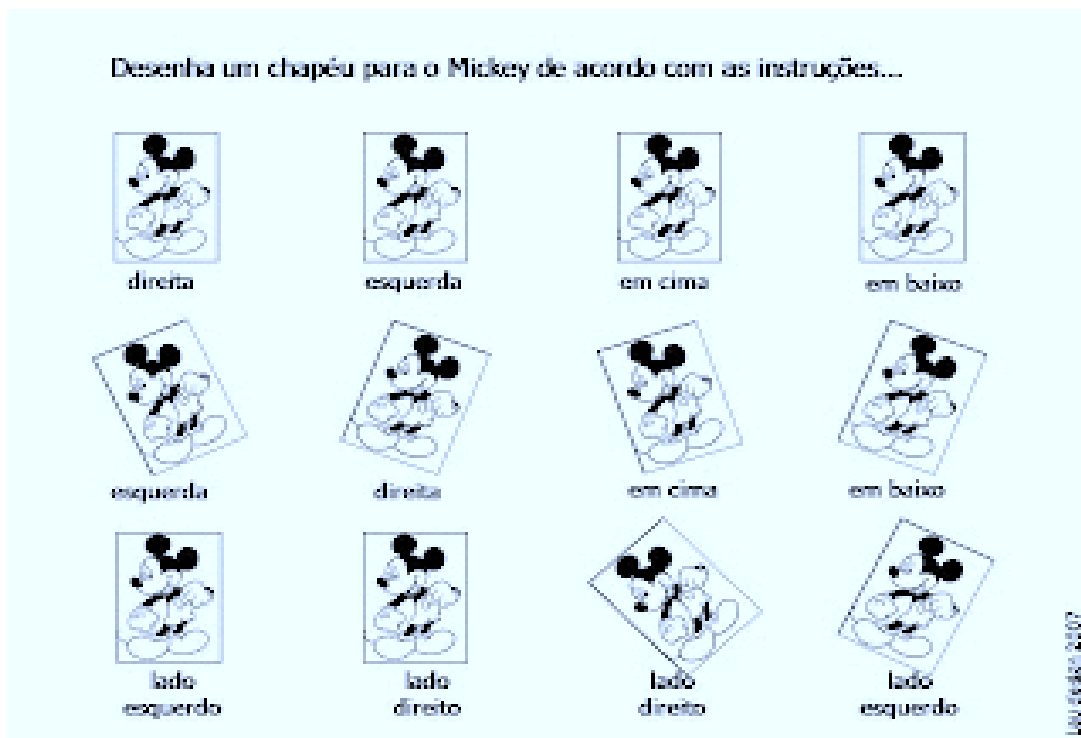 Desenha um chapéu para o Mickey de acordo com as instruções...
direita esquerda em cima em baixo
esquerda direita em cima em baixo
lado lado lado lado
esquerdo direito direito esquerdo
2007